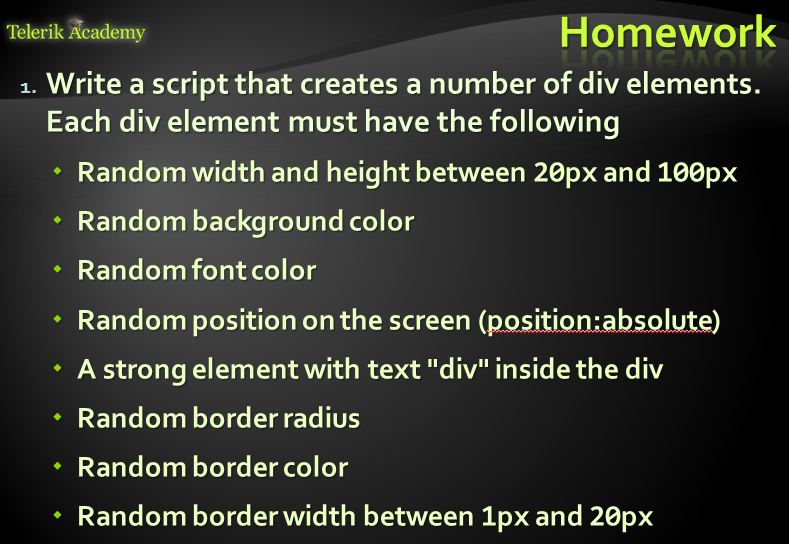 Telerik Academy
Homework
1. Write a script that creates a number of div elements.
Each div element must have the following
Random width and height between 20px and 100px
Random background color
Random font color
Random position on the screen (position:absolute)
A strong element with text "div" inside the div
Random border radius
Random border color
Random border width between 1px and 20px